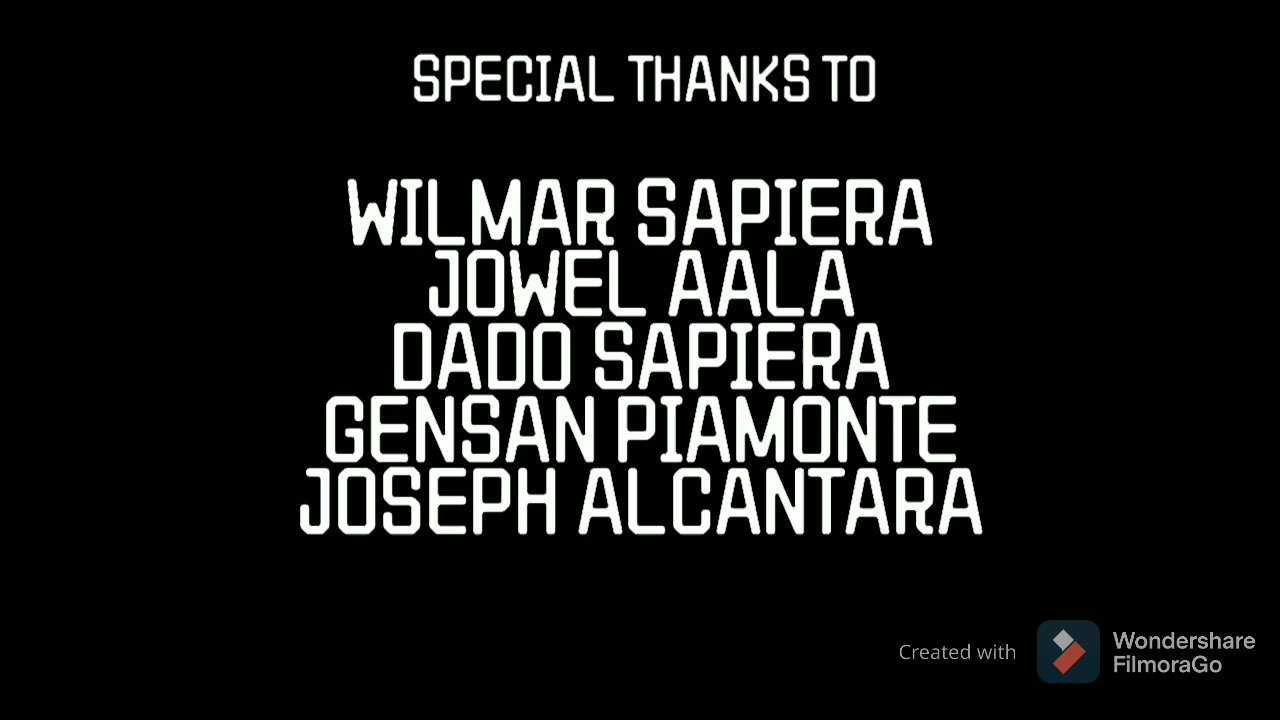 SPECIAL THANKS TO
WILMAR SAPIERA
JOWEL AALA
DADO SAPIERA
GENSAN PIAMONTE
JOSEPH ALCANTARA
Created with
Wondershare
FilmoraGo